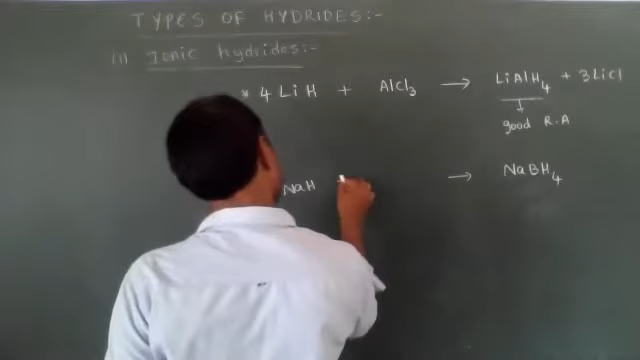 TYPES OF HYDRIDES:-
(i) Ionic hydrides:-
* 4 LiH + AlCl₃ → LiAlH₄ + 3LiCl
↓
good R.A
NaH → NaBH₄